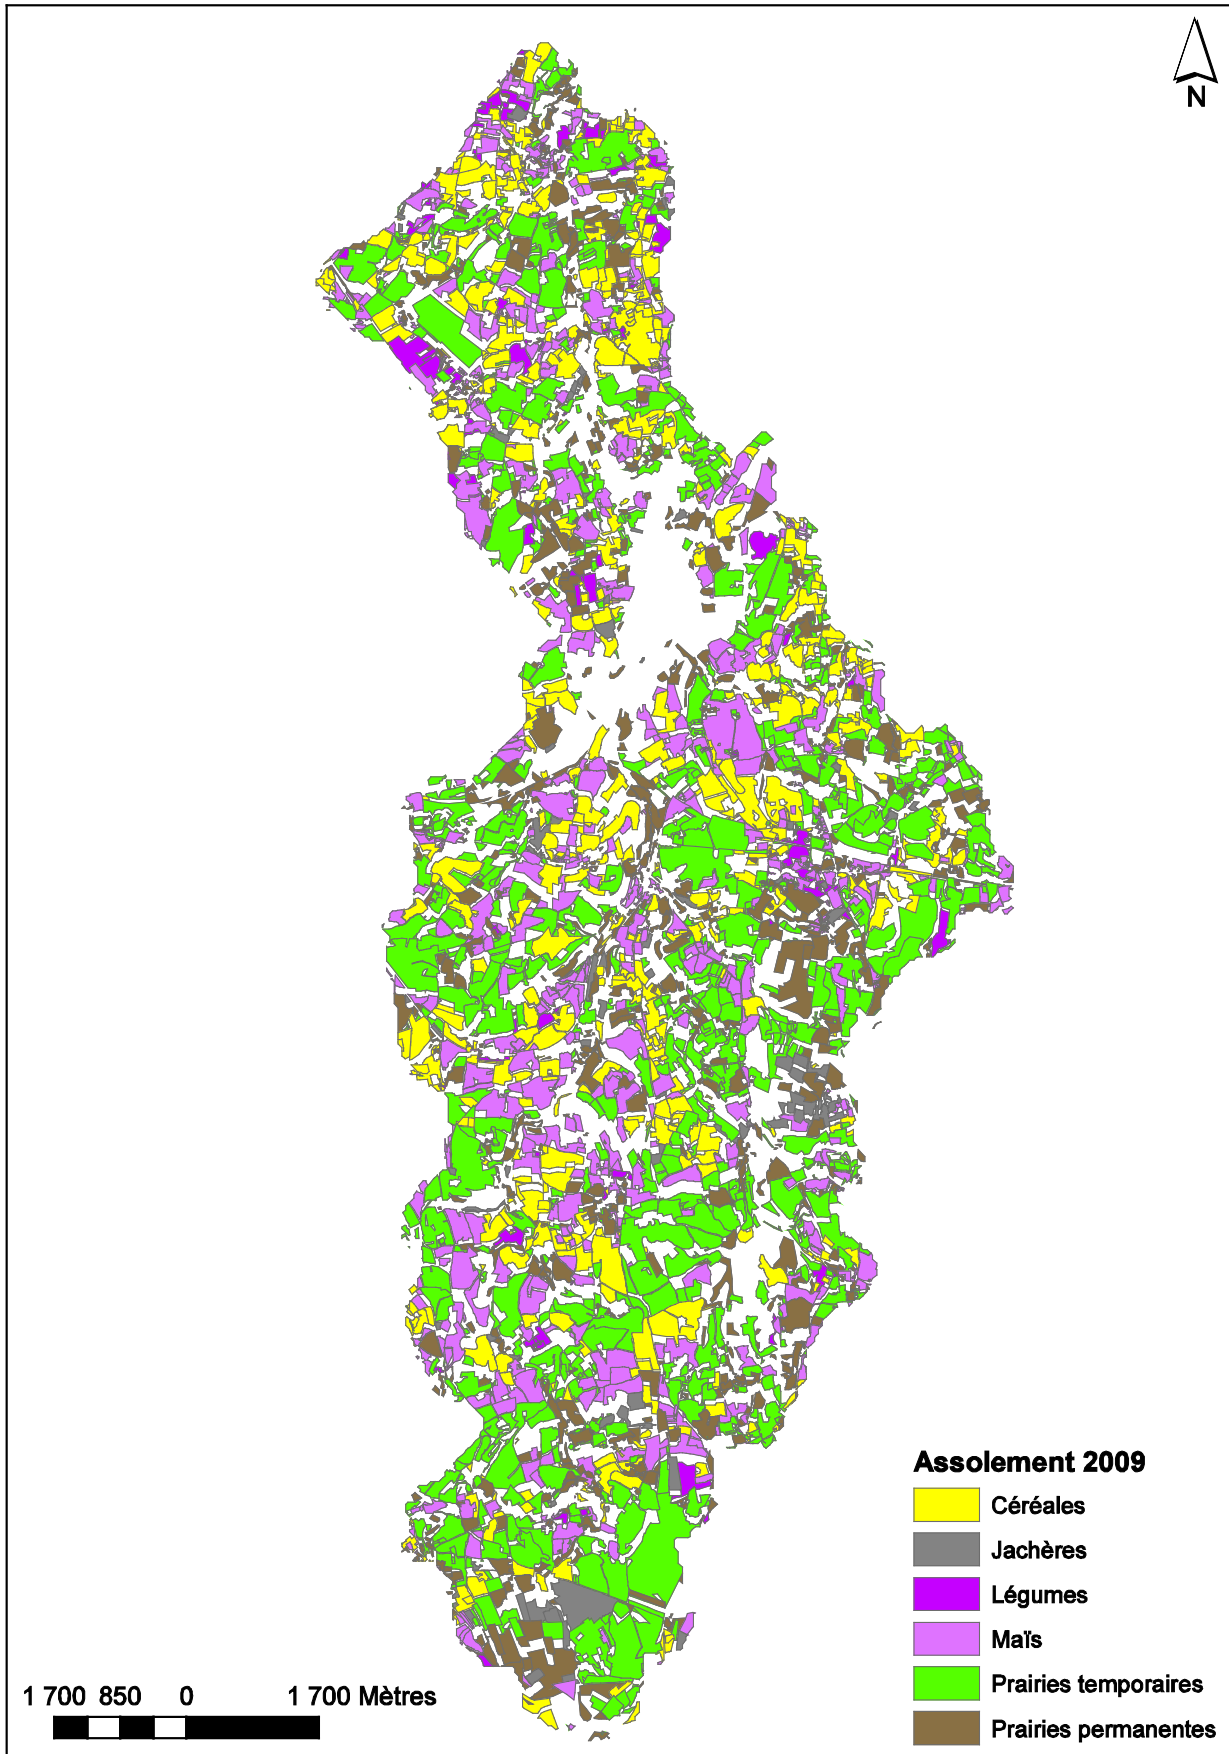 N
Assolement 2009
Céréales
Jachères
Légumes
Maïs
Prairies temporaires
Prairies permanentes
1 700 850 0 1 700 Mètres